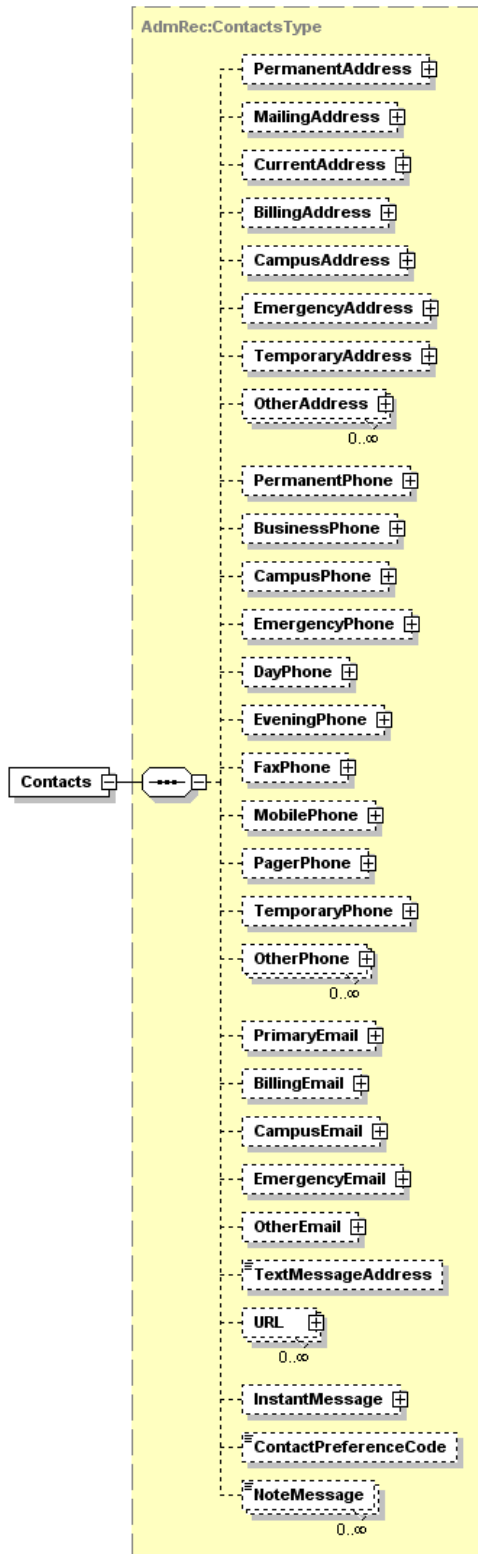 AdmRec:ContactsType
PermanentAddress
MailingAddress
CurrentAddress
BillingAddress
CampusAddress
EmergencyAddress
TemporaryAddress
OtherAddress
0..∞
PermanentPhone
BusinessPhone
CampusPhone
EmergencyPhone
DayPhone
EveningPhone
Contacts
FaxPhone
MobilePhone
PagerPhone
TemporaryPhone
OtherPhone
0..∞
PrimaryEmail
BillingEmail
CampusEmail
EmergencyEmail
OtherEmail
TextMessageAddress
URL
0..∞
InstantMessage
ContactPreferenceCode
NoteMessage
0..∞